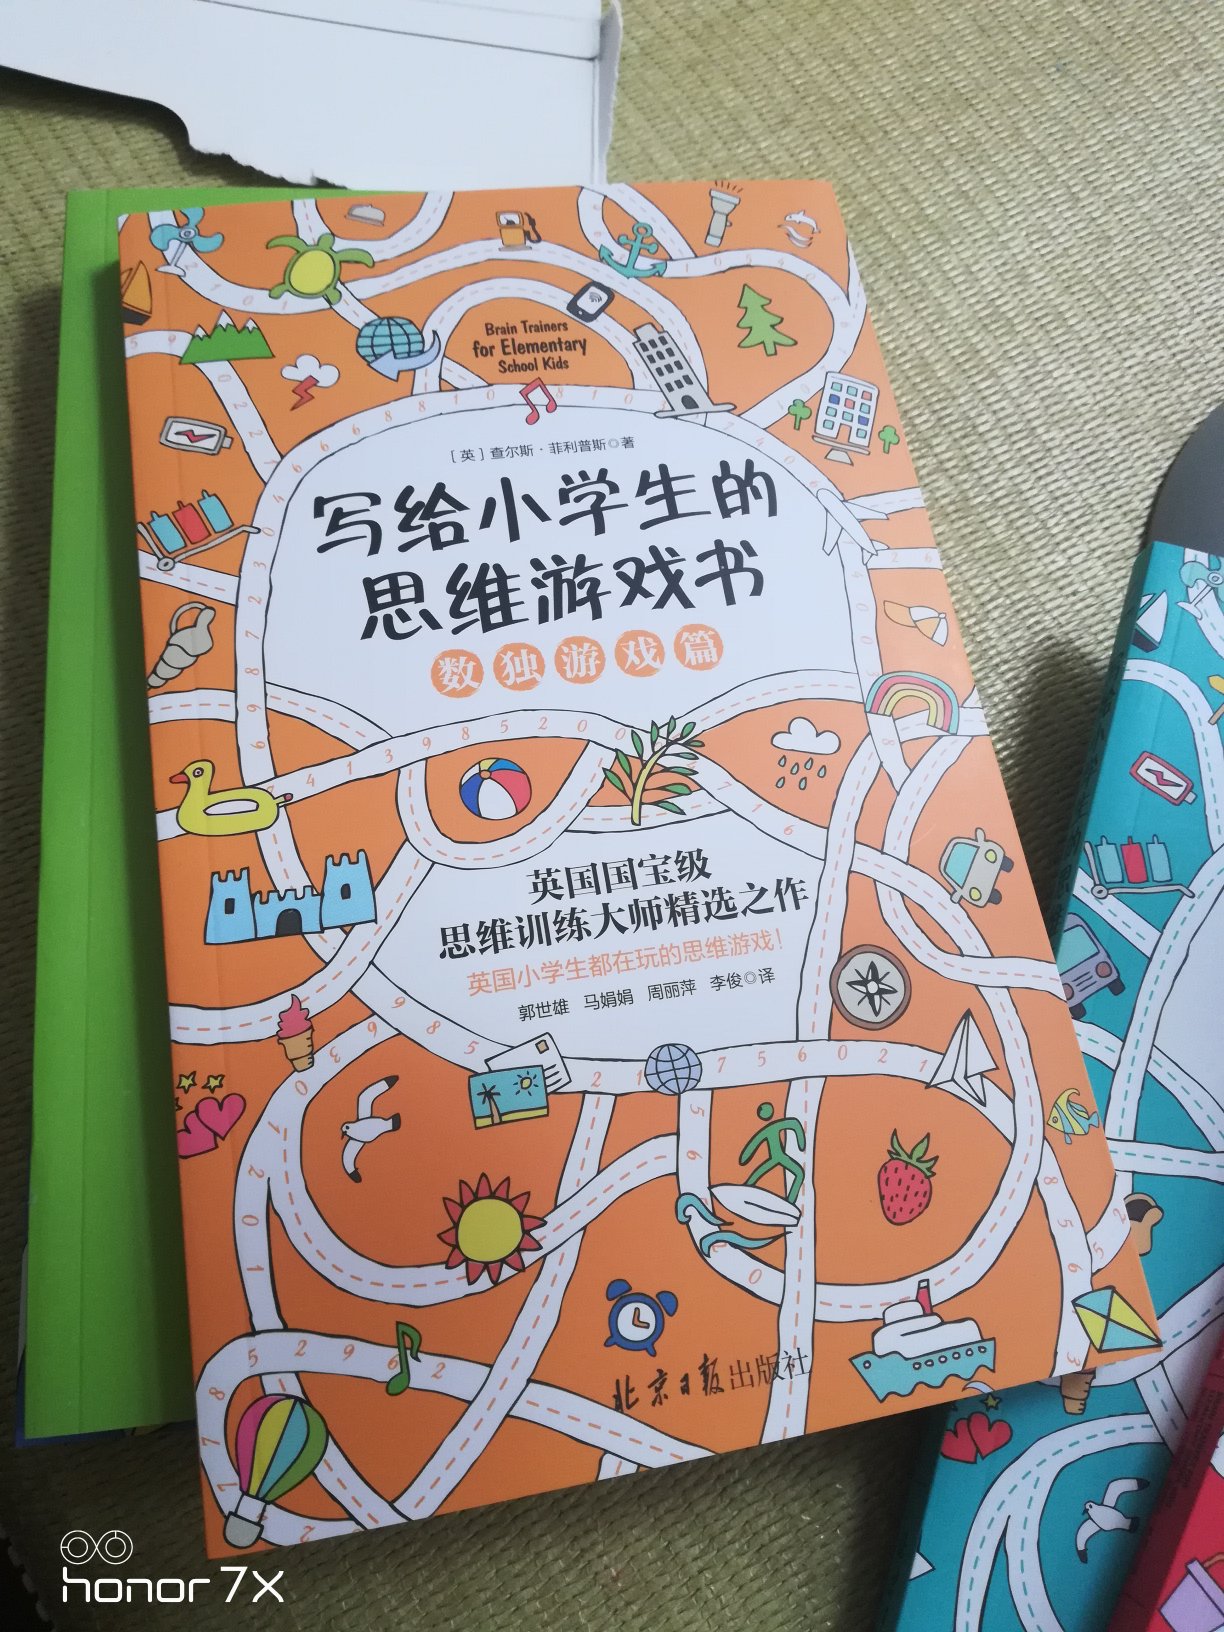 Brain Trainers
for Elementary
School Kids
[英]查尔斯·菲利普斯◎著
写给小学生的
思维游戏书
数独游戏篇
英国国宝级
思维训练大师精选之作
英国小学生都在玩的思维游戏！
郭世雄 马娟娟 周丽萍 李俊◎译
北京日报出版社
honor 7X